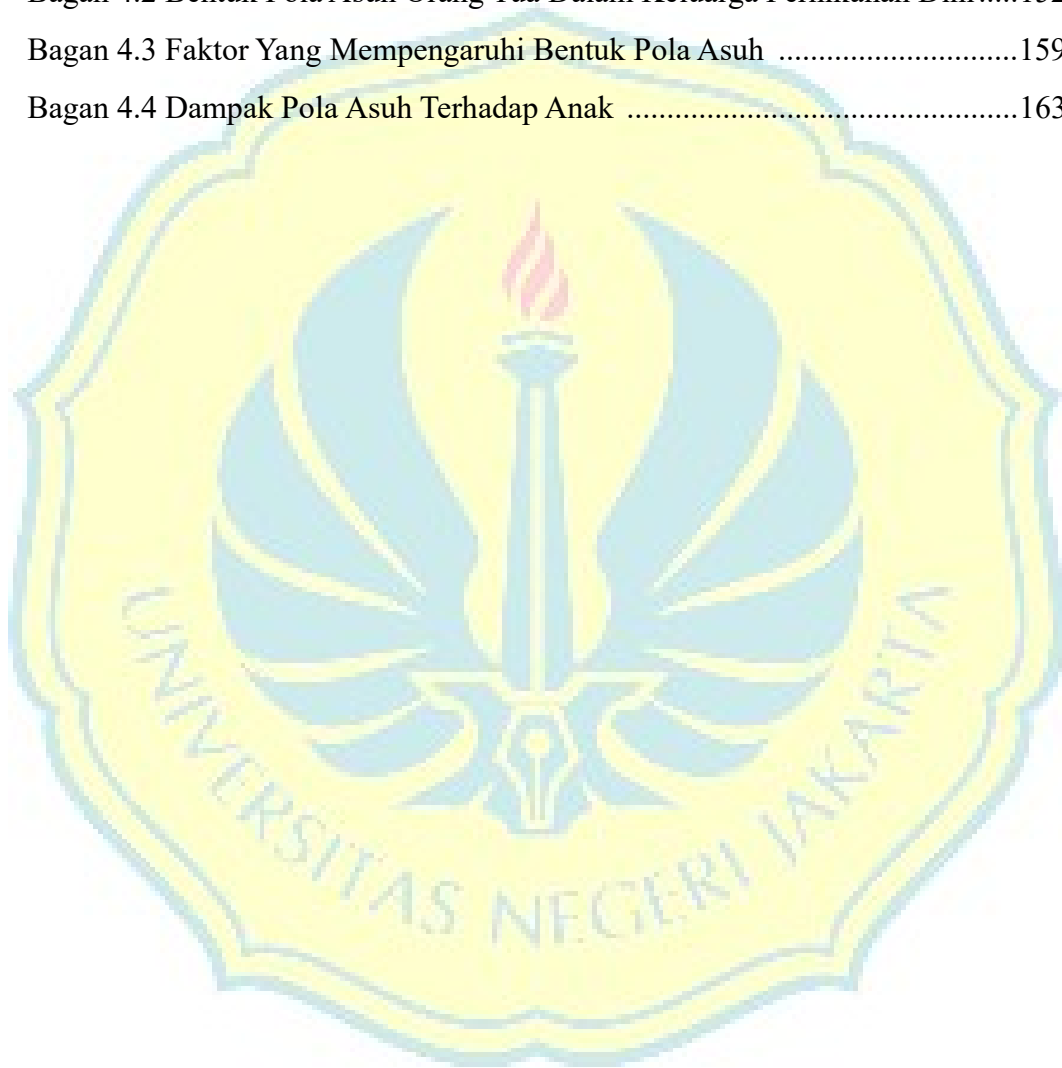 Bagan 4.3 Faktor Yang Mempengaruhi Bentuk Pola Asuh ..............................159
Bagan 4.4 Dampak Pola Asuh Terhadap Anak .................................................163
UNIVERSITAS NEGERI JAKARTA